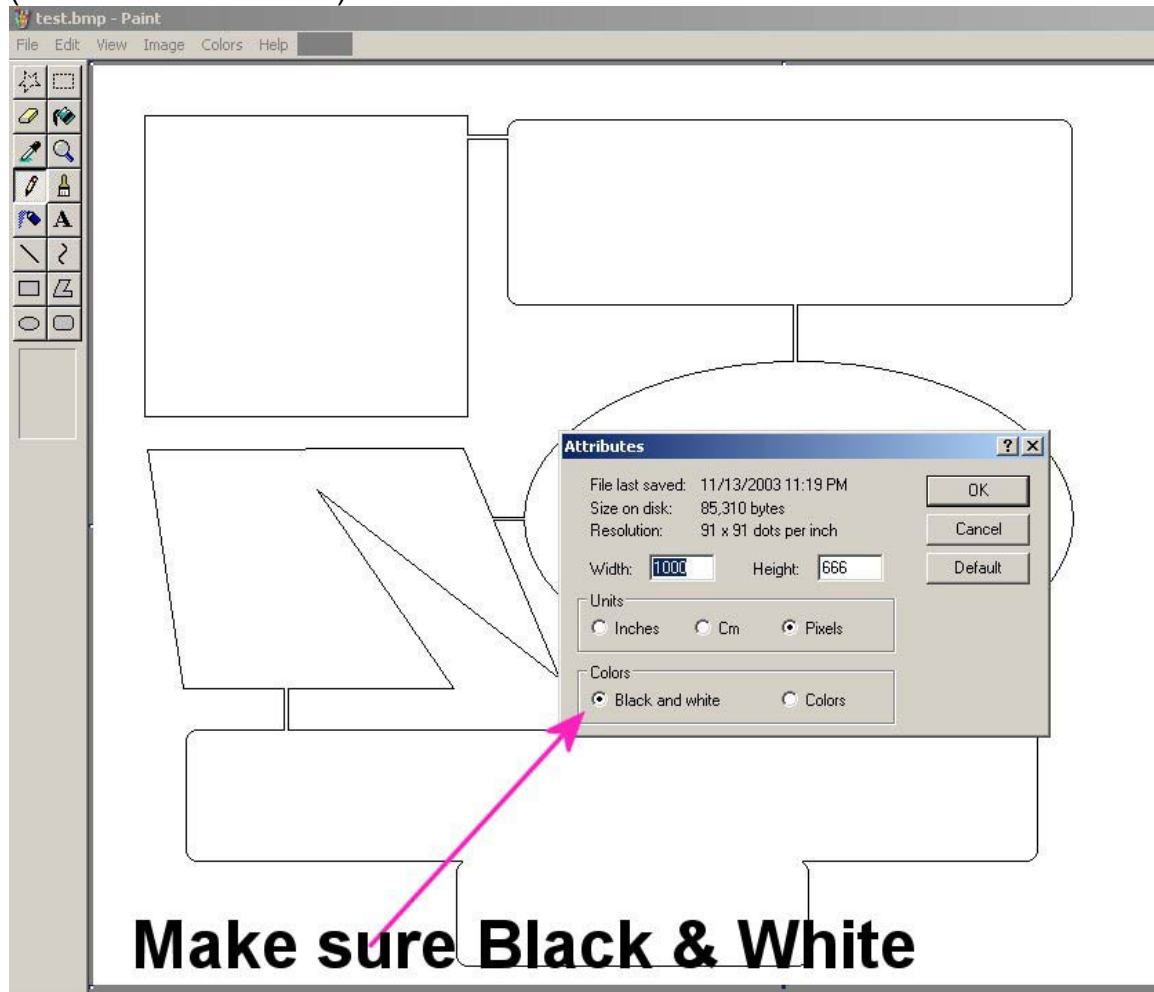 test.bmp - Paint
File Edit View Image Colors Help
A
Attributes
File last saved: 11/13/2003 11:19 PM
Size on disk: 85,310 bytes
Resolution: 91 x 91 dots per inch
Width: 1000 Height: 666
Units
Inches Cm Pixels
Colors
Black and white Colors
OK
Cancel
Default
Make sure Black & White